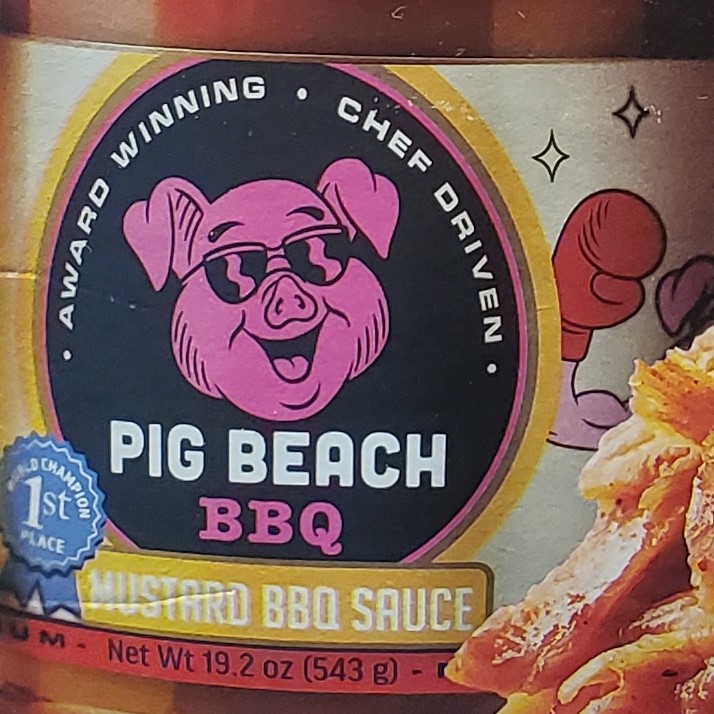 • AWARD WINNING • CHEF DRIVEN •
PIG BEACH
BBQ
CHAMPION
1st
PLACE
MUSTARD BBQ SAUCE
Net Wt 19.2 oz (543 g) -